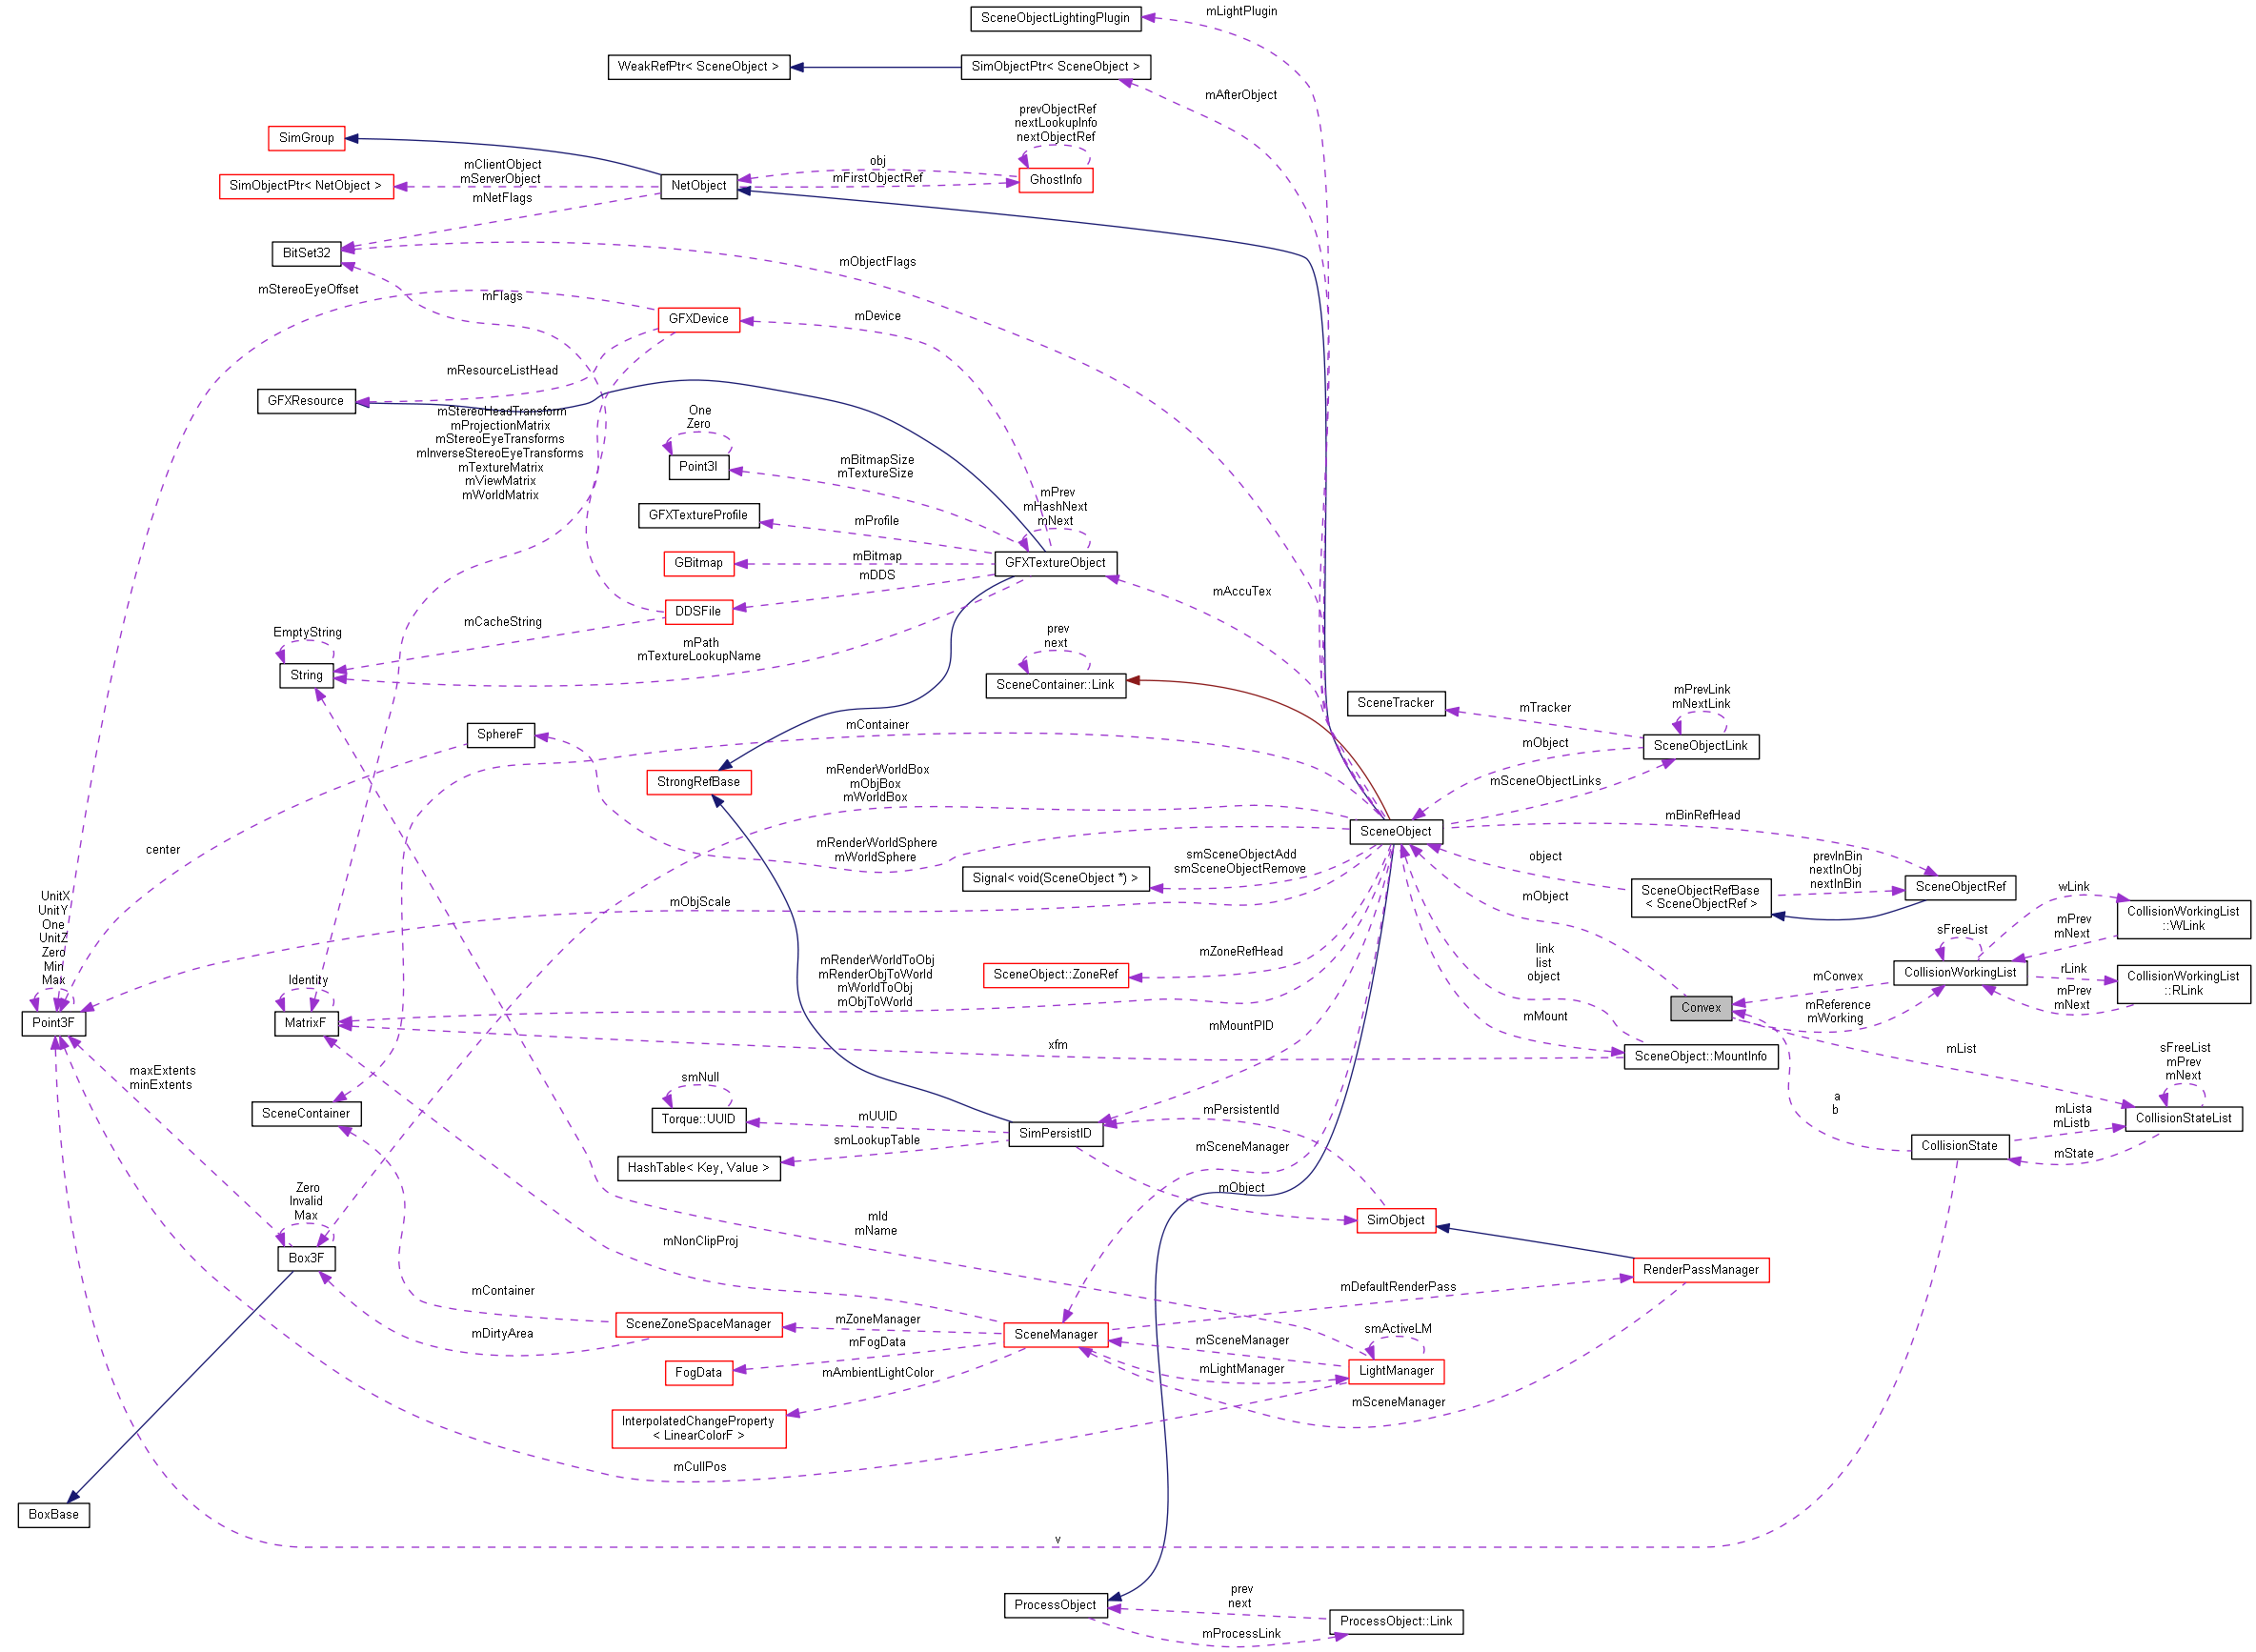 SceneObjectLightingPlugin
mLightPlugin
WeakRefPtr< SceneObject >
SimObjectPtr< SceneObject >
mAfterObject
prevObjectRef
nextLookupInfo
nextObjectRef
SimGroup
mClientObject
mServerObject
obj
mFirstObjectRef
SimObjectPtr< NetObject >
NetObject
GhostInfo
mNetFlags
BitSet32
mObjectFlags
mStereoEyeOffset
mFlags
GFXDevice
mDevice
mResourceListHead
GFXResource
mStereoHeadTransform
mProjectionMatrix
mStereoEyeTransforms
mInverseStereoEyeTransforms
mTextureMatrix
mViewMatrix
mWorldMatrix
One
Zero
Point3I
mBitmapSize
mTextureSize
mPrev
mHashNext
mNext
GFXTextureProfile
mProfile
GBitmap
mBitmap
GFXTextureObject
mDDS
DDSFile
mAccuTex
mCacheString
EmptyString
String
mPath
mTextureLookupName
prev
next
SceneContainer::Link
SceneTracker
mTracker
mPrevLink
mNextLink
SphereF
mContainer
mObject
SceneObjectLink
StrongRefBase
mRenderWorldBox
mObjBox
mWorldBox
mSceneObjectLinks
mBinRefHead
SceneObject
center
mRenderWorldSphere
mWorldSphere
smSceneObjectAdd
smSceneObjectRemove
object
prevInBin
nextInObj
nextInBin
Signal< void(SceneObject *) >
SceneObjectRefBase
< SceneObjectRef >
SceneObjectRef
wLink
UnitX
UnitY
One
UnitZ
Zero
Min
Max
mObjScale
mObject
CollisionWorkingList
::WLink
mPrev
mNext
sFreeList
mZoneRefHead
link
list
object
Identity
mRenderWorldToObj
mRenderObjToWorld
mWorldToObj
mObjToWorld
SceneObject::ZoneRef
mConvex
CollisionWorkingList
rLink
CollisionWorkingList
::RLink
mPrev
mNext
Point3F
MatrixF
mMountPID
mMount
Convex
mReference
mWorking
xfm
SceneObject::MountInfo
mList
sFreeList
mPrev
mNext
maxExtents
minExtents
smNull
SceneContainer
Torque::UUID
mUUID
SimPersistID
mPersistentId
a
b
mLista
mListb
CollisionStateList
smLookupTable
mSceneManager
CollisionState
mState
HashTable< Key, Value >
Zero
Invalid
Max
mObject
mId
mName
SimObject
mNonClipProj
Box3F
RenderPassManager
mContainer
mDefaultRenderPass
mDirtyArea
SceneZoneSpaceManager
mZoneManager
mFogData
SceneManager
mSceneManager
smActiveLM
FogData
mAmbientLightColor
mLightManager
LightManager
InterpolatedChangeProperty
< LinearColorF >
mSceneManager
mCullPos
BoxBase
v
ProcessObject
prev
next
ProcessObject::Link
mProcessLink